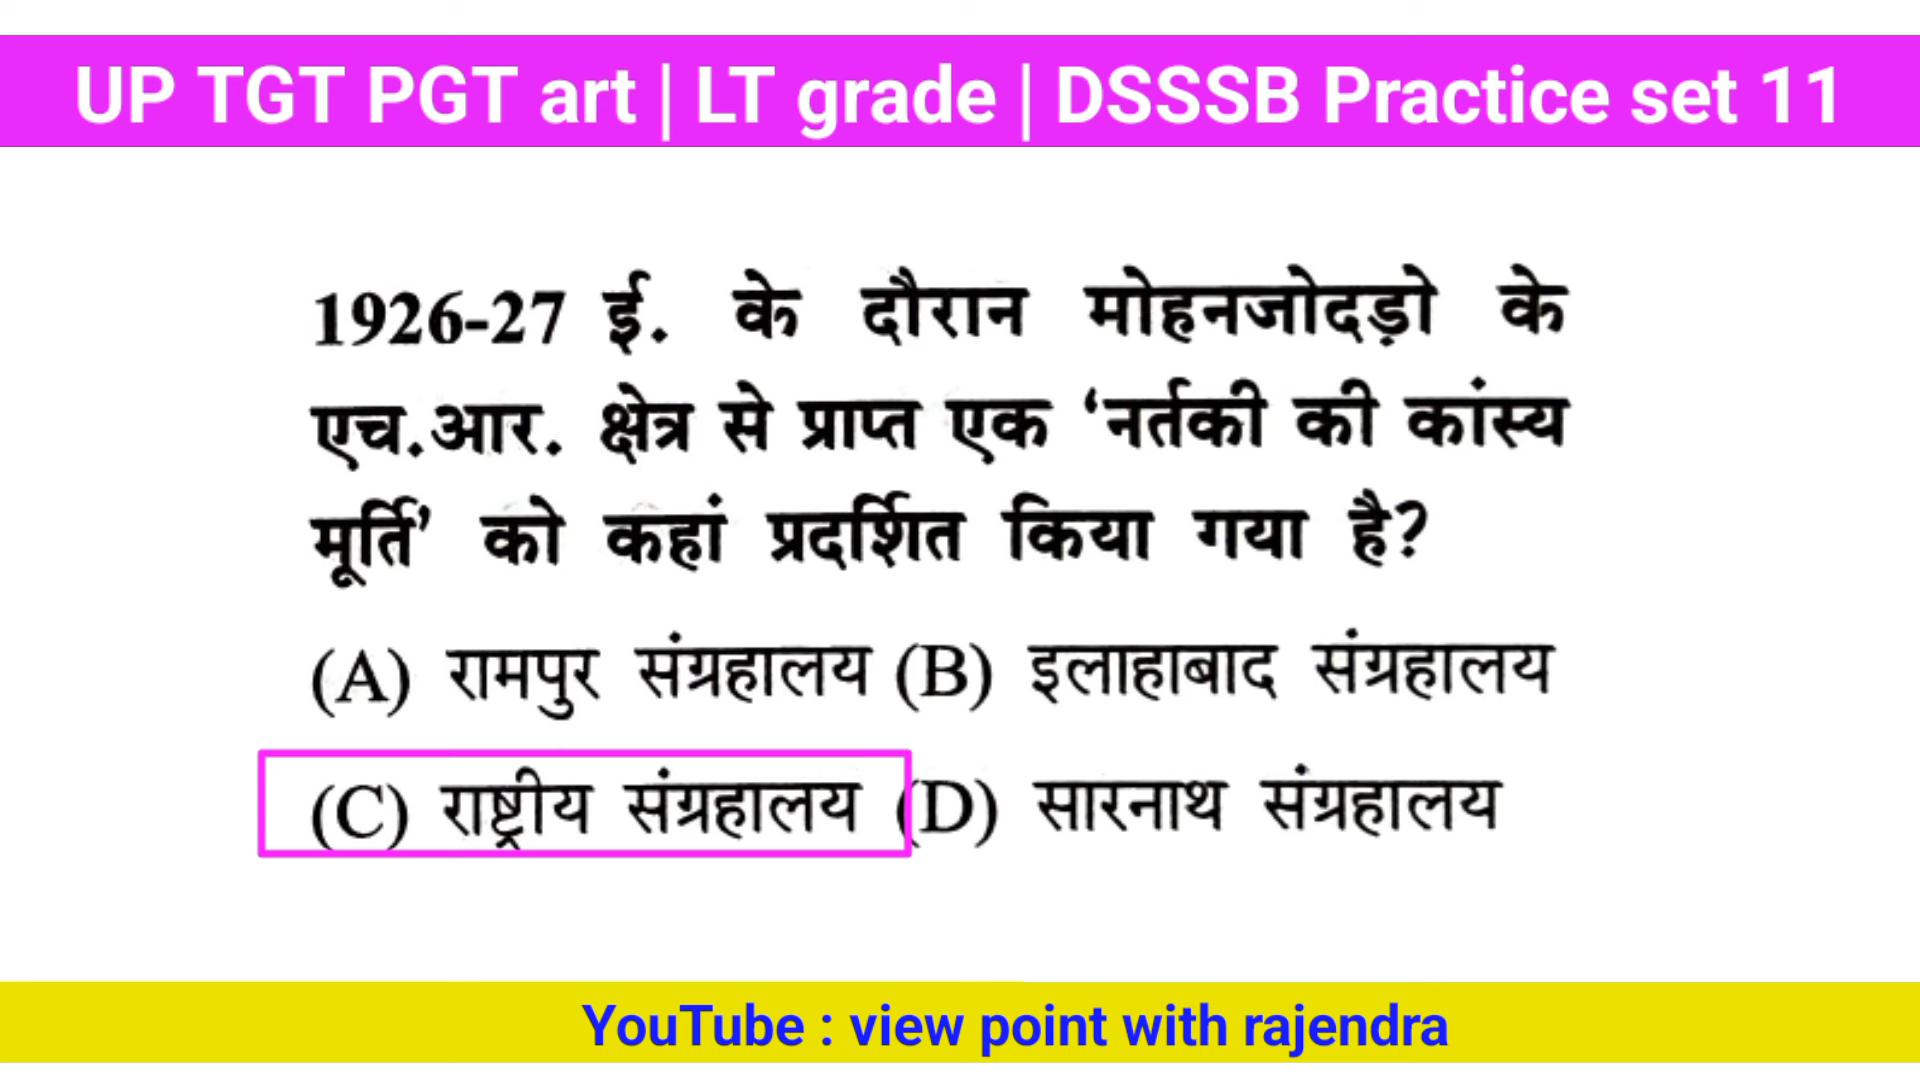 UP TGT PGT art | LT grade | DSSSB Practice set 11
1926-27 ई. के दौरान मोहनजोदड़ो के
एच.आर. क्षेत्र से प्राप्त एक ‘नर्तकी की कांस्य
मूर्ति’ को कहां प्रदर्शित किया गया है?
(A) रामपुर संग्रहालय (B) इलाहाबाद संग्रहालय
(C) राष्ट्रीय संग्रहालय (D) सारनाथ संग्रहालय
YouTube : view point with rajendra